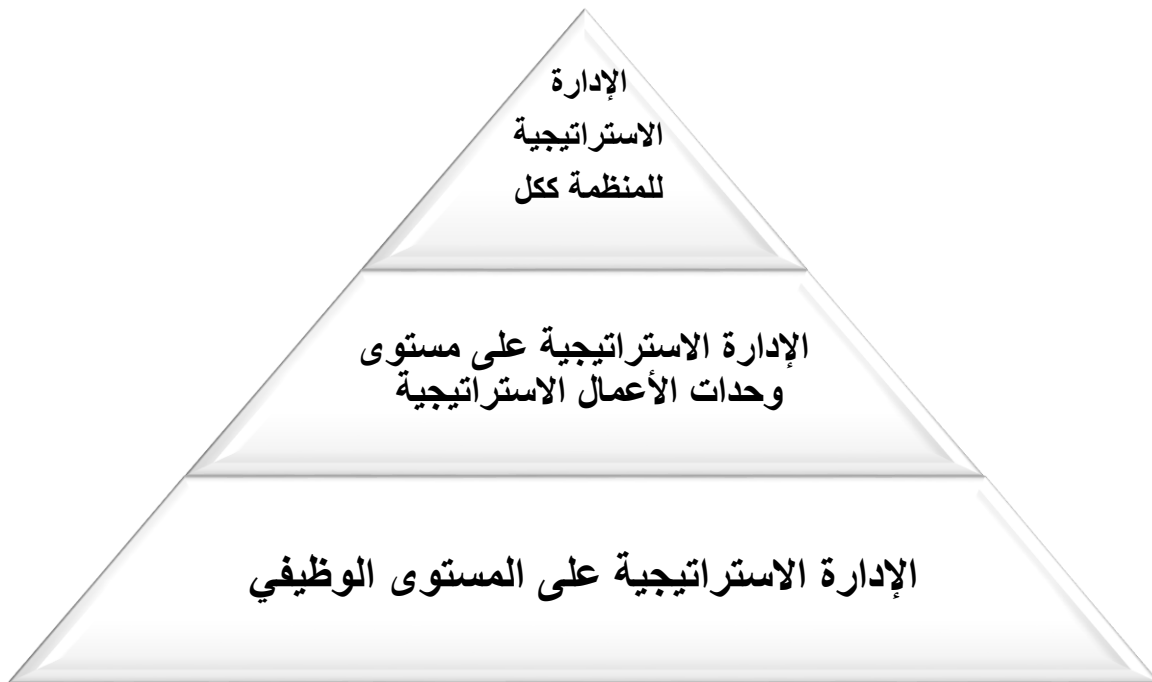 الإدارة
الاستراتيجية
للمنظمة ككل
الإدارة الاستراتيجية على مستوى
وحدات الأعمال الاستراتيجية
الإدارة الاستراتيجية على المستوى الوظيفي